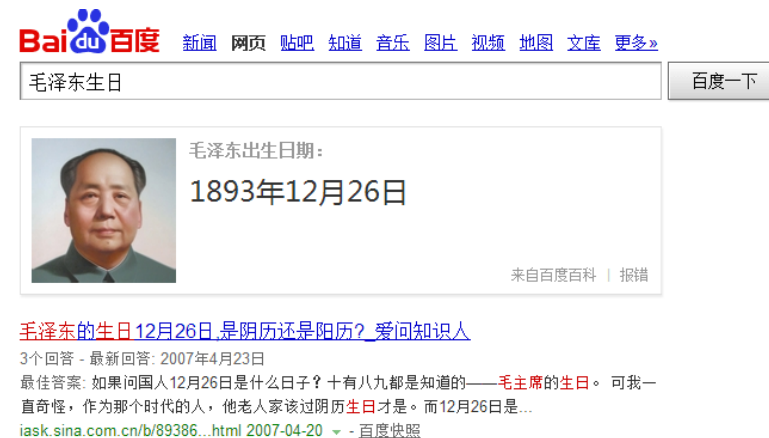 Baidu百度 新闻 网页 贴吧 知道 音乐 图片 视频 地图 文库 更多»
毛泽东生日 百度一下
毛泽东出生日期：
1893年12月26日
来自百度百科 | 报错
毛泽东的生日12月26日,是阴历还是阳历?_爱问知识人
3个回答 - 最新回答: 2007年4月23日
最佳答案: 如果问国人12月26日是什么日子？十有八九都是知道的——毛主席的生日。 可我一
直奇怪，作为那个时代的人，他老人家该过阴历生日才是。而12月26日是...
iask.sina.com.cn/b/89386...html 2007-04-20 - 百度快照